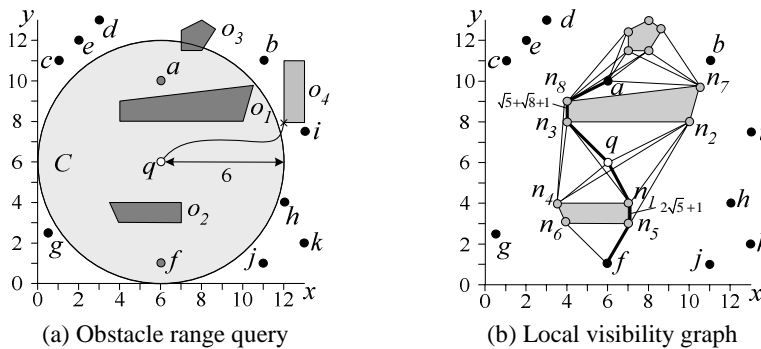 y
12
10
8
6
4
2
0
0 2 4 6 8 10 12 x
d
e
c
o3
b
a
o4
o1
i
C
q
6
o2
h
g
f
j
k
(a) Obstacle range query
y
12
10
8
6
4
2
0
0 2 4 6 8 10 12 x
d
e
c
b
n8
a
n7
√5+√8+1
n3
n2
q
i
n4
n
n6
n5
2√5+1
h
g
f
j
k
(b) Local visibility graph